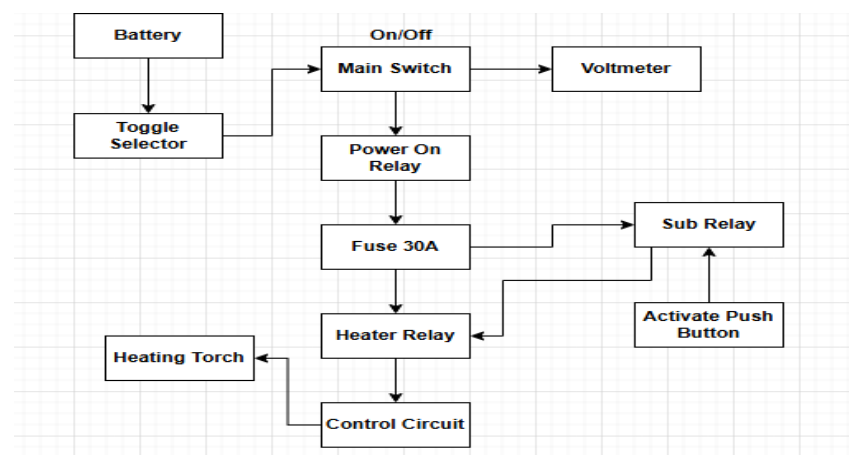 Battery
On/Off
Main Switch
Voltmeter
Toggle
Selector
Power On
Relay
Sub Relay
Fuse 30A
Activate Push
Button
Heater Relay
Heating Torch
Control Circuit